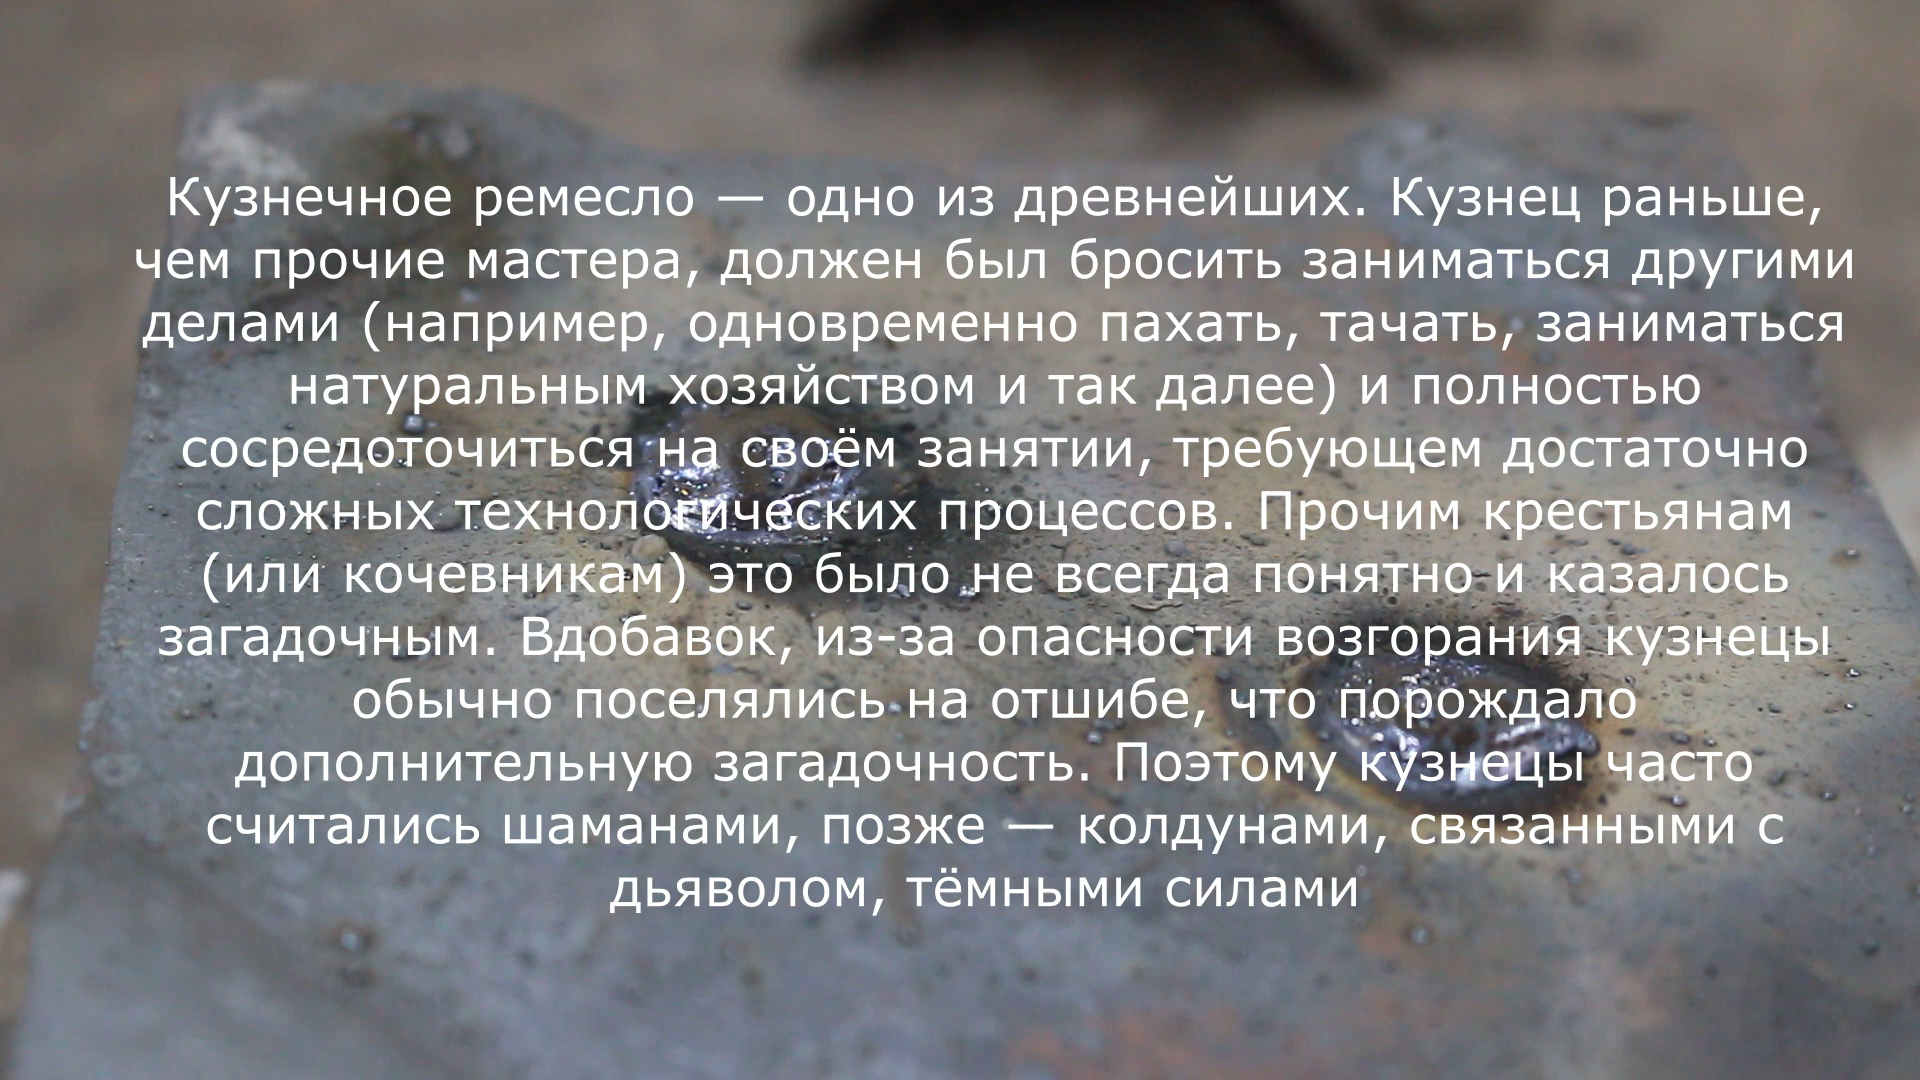 Кузнечное ремесло — одно из древнейших. Кузнец раньше,
чем прочие мастера, должен был бросить заниматься другими
делами (например, одновременно пахать, тачать, заниматься
натуральным хозяйством и так далее) и полностью
сосредоточиться на своём занятии, требующем достаточно
сложных технологических процессов. Прочим крестьянам
(или кочевникам) это было не всегда понятно и казалось
загадочным. Вдобавок, из-за опасности возгорания кузнецы
обычно поселялись на отшибе, что порождало
дополнительную загадочность. Поэтому кузнецы часто
считались шаманами, позже — колдунами, связанными с
дьяволом, тёмными силами